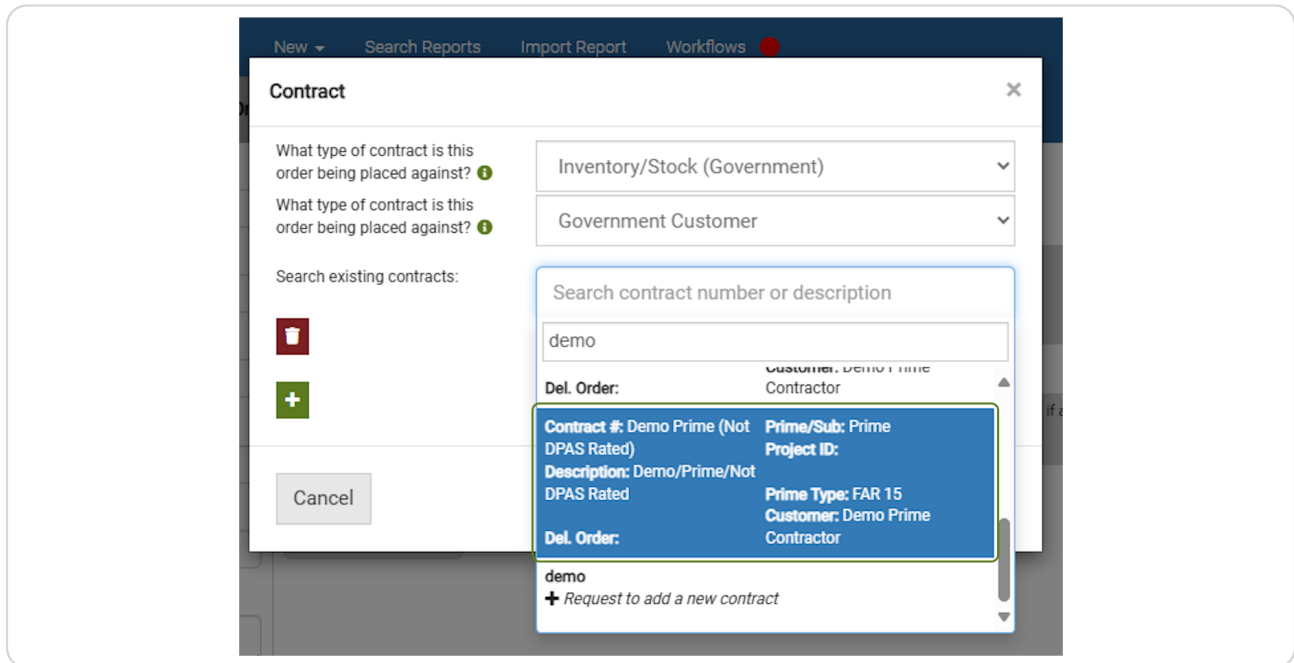 New Search Reports Import Report Workflows
Contract ×
What type of contract is this
order being placed against?
Inventory/Stock (Government)
What type of contract is this
order being placed against?
Government Customer
Search existing contracts:
Search contract number or description
demo
Customer: Demo Prime
Del. Order: Contractor
Contract #: Demo Prime (Not Prime/Sub: Prime
DPAS Rated) Project ID:
Description: Demo/Prime/Not
DPAS Rated Prime Type: FAR 15
Customer: Demo Prime
Del. Order: Contractor
if a
Cancel
demo
+ Request to add a new contract